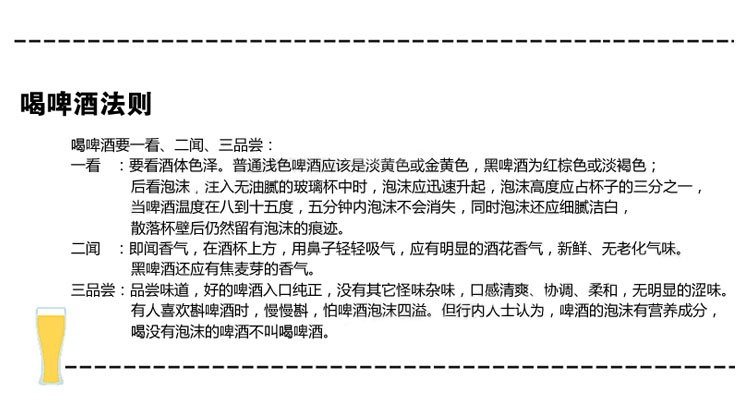 喝啤酒法则
喝啤酒要一看、二闻、三品尝：
一看 ：要看酒体色泽。普通浅色啤酒应该是淡黄色或金黄色，黑啤酒为红棕色或淡褐色；
后看泡沫，注入无油腻的玻璃杯中时，泡沫应迅速升起，泡沫高度应占杯子的三分之一，
当啤酒温度在八到十五度，五分钟内泡沫不会消失，同时泡沫还应细腻洁白，
散落杯壁后仍然留有泡沫的痕迹。
二闻 ：即闻香气，在酒杯上方，用鼻子轻轻吸气，应有明显的酒花香气，新鲜、无老化气味。
黑啤酒还应有焦麦芽的香气。
三品尝：品尝味道，好的啤酒入口纯正，没有其它怪味杂味，口感清爽、协调、柔和，无明显的涩味。
有人喜欢斟啤酒时，慢慢斟，怕啤酒泡沫四溢。但行内人士认为，啤酒的泡沫有营养成分，
喝没有泡沫的啤酒不叫喝啤酒。